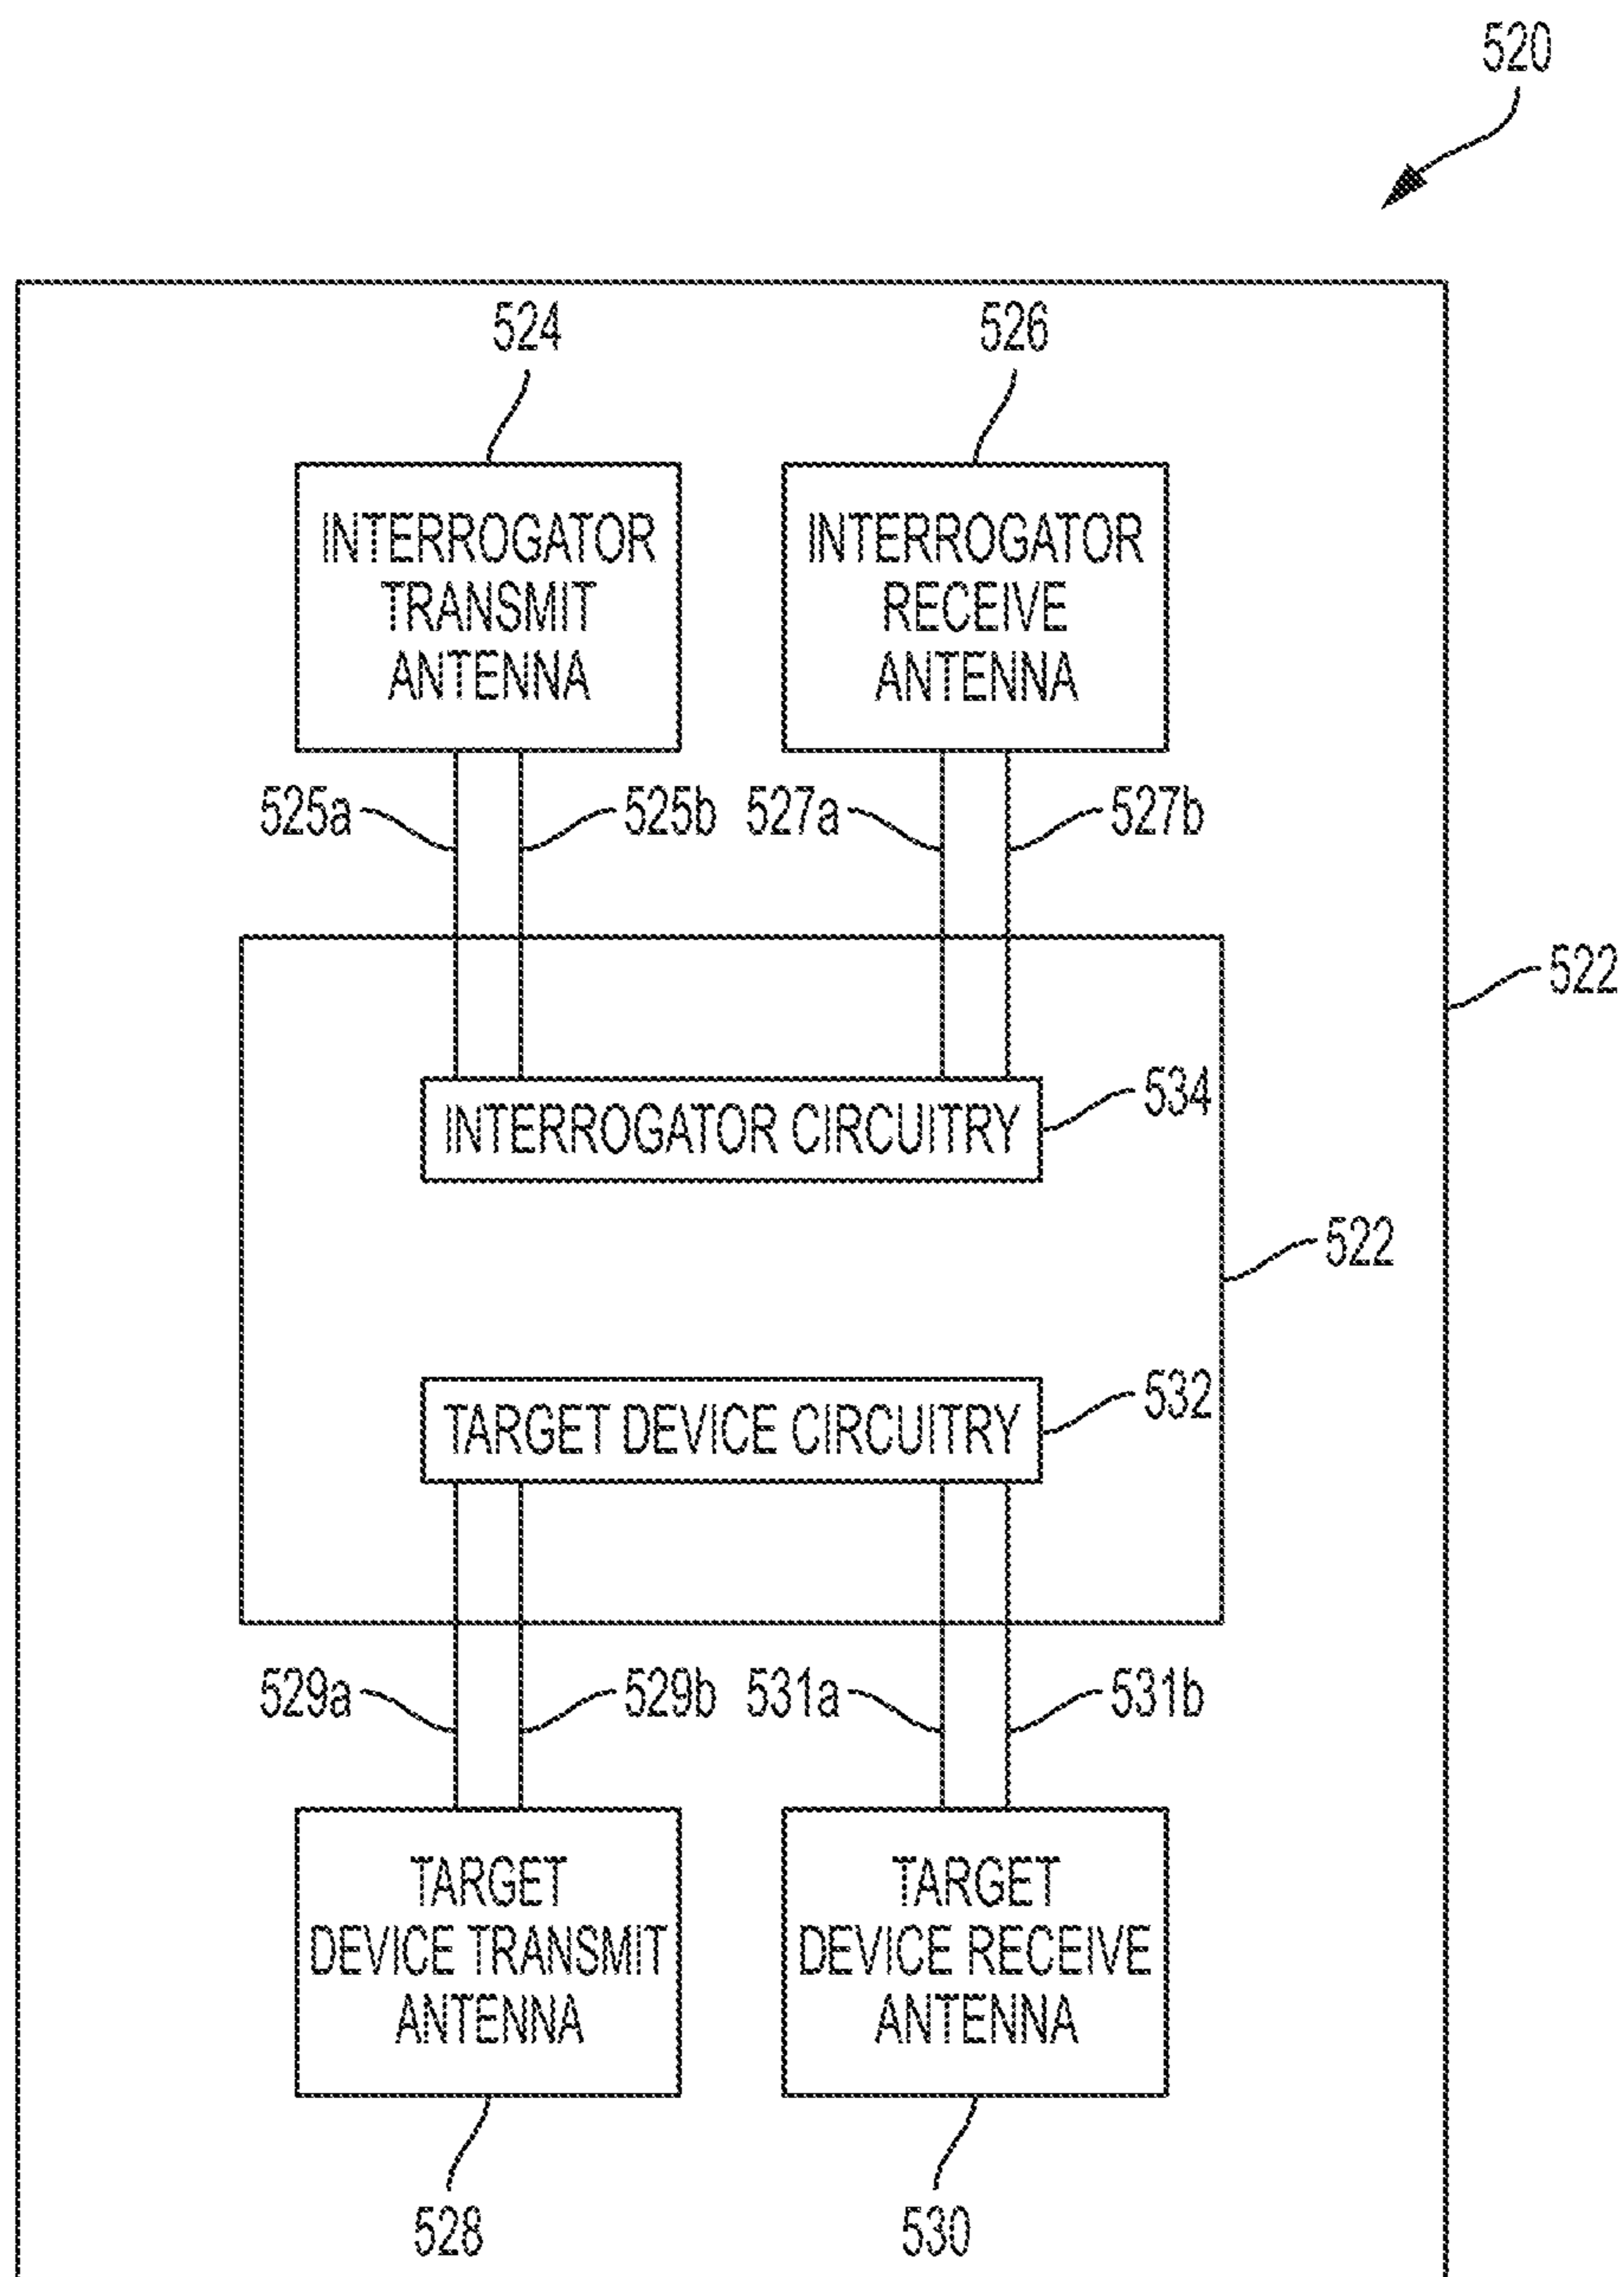 520
524
526
INTERROGATOR
TRANSMIT
ANTENNA
INTERROGATOR
RECEIVE
ANTENNA
525a
525b
527a
527b
522
534
INTERROGATOR CIRCUITRY
522
532
TARGET DEVICE CIRCUITRY
529a
529b
531a
531b
TARGET
DEVICE TRANSMIT
ANTENNA
TARGET
DEVICE RECEIVE
ANTENNA
528
530